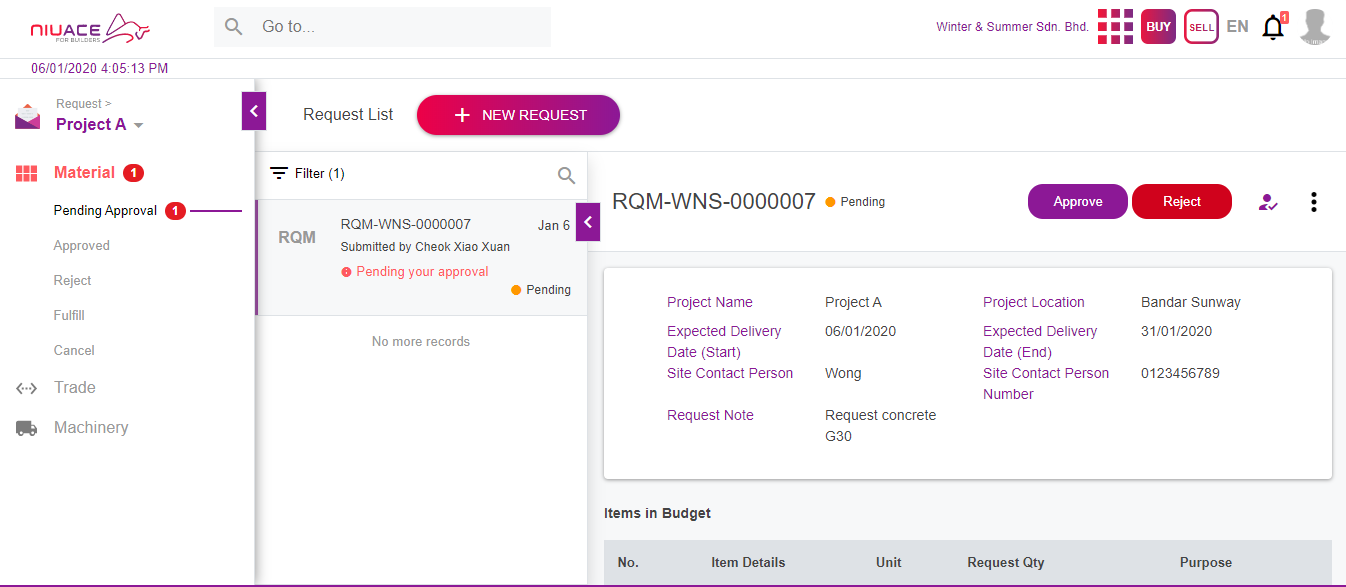 NIUACE
FOR BUILDERS
Go to...
Winter & Summer Sdn. Bhd.
BUY
SELL
EN
1
06/01/2020 4:05:13 PM
Request >
Project A
Material 1
Pending Approval 1
Approved
Reject
Fulfill
Cancel
Trade
Machinery
Request List
+ NEW REQUEST
Filter (1)
RQM
RQM-WNS-0000007
Jan 6
Submitted by Cheok Xiao Xuan
Pending your approval
Pending
No more records
RQM-WNS-0000007
Pending
Approve
Reject
Project Name
Project A
Project Location
Bandar Sunway
Expected Delivery
Date (Start)
06/01/2020
Expected Delivery
Date (End)
31/01/2020
Site Contact Person
Wong
Site Contact Person
Number
0123456789
Request Note
Request concrete
G30
Items in Budget
No.
Item Details
Unit
Request Qty
Purpose